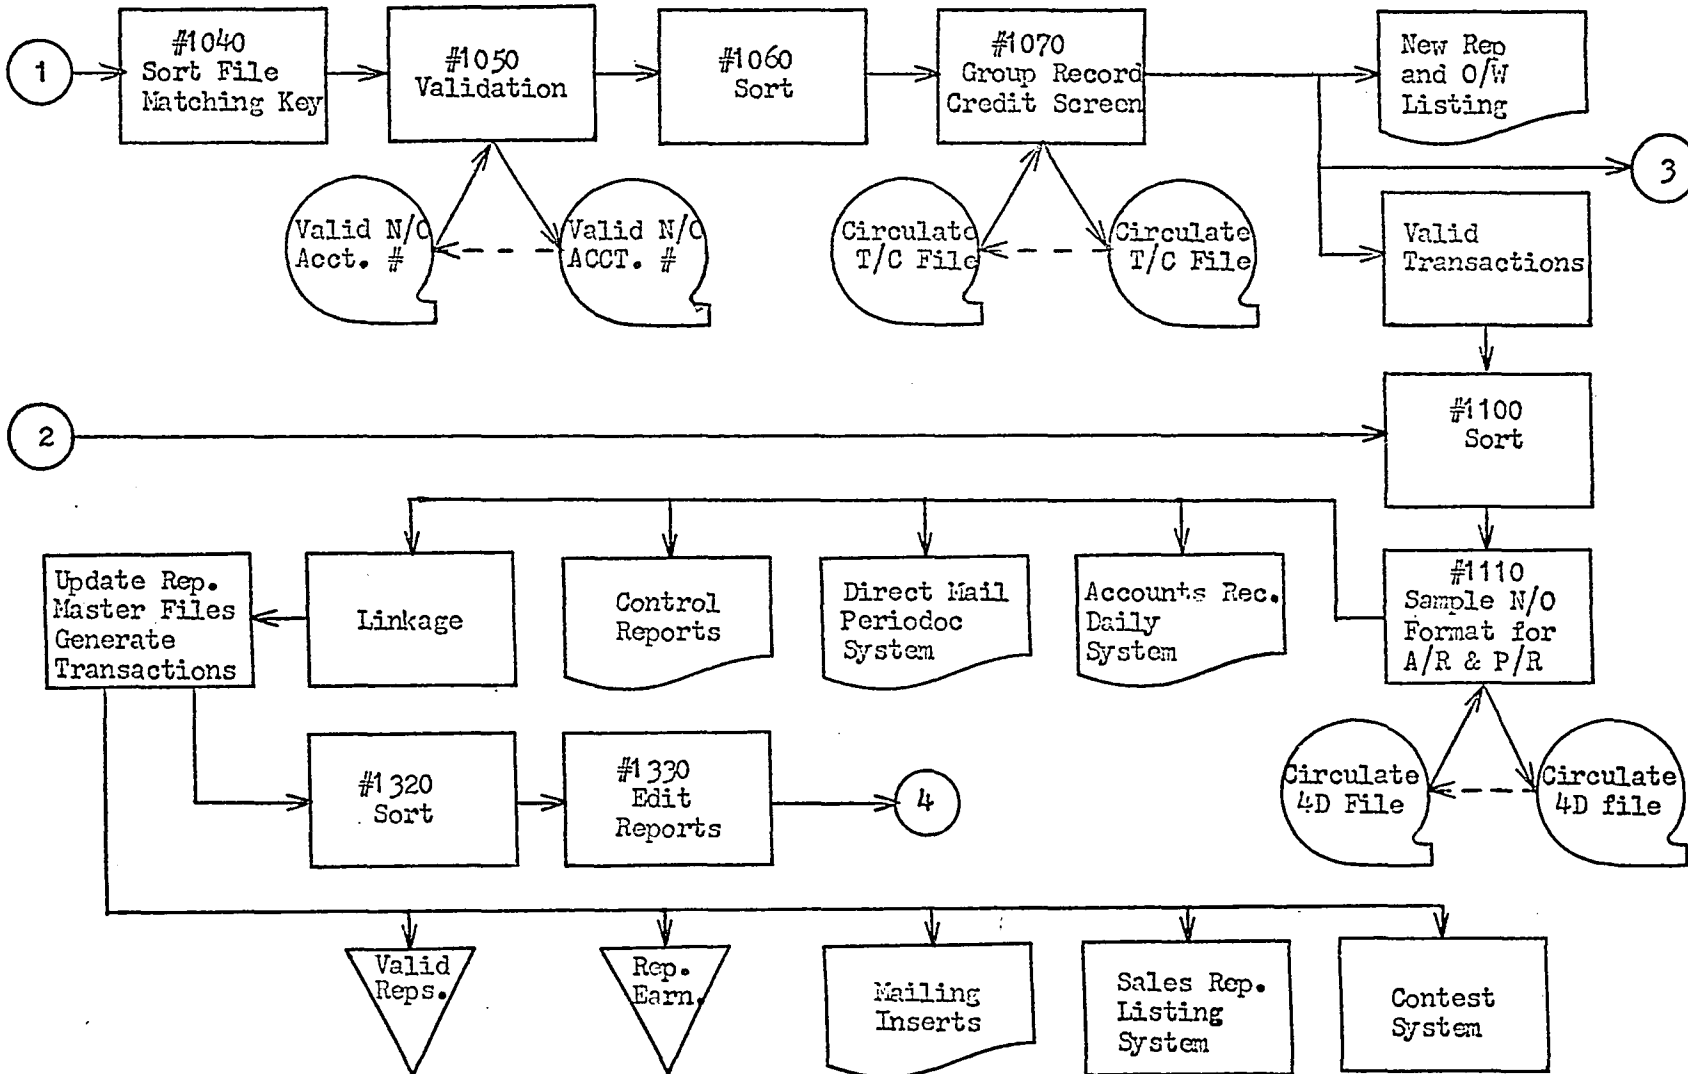 1
#1040
Sort File
Matching Key
#1050
Validation
#1060
Sort
#1070
Group Record
Credit Screen
New Rep
and O/W
Listing
3
Valid N/O
Acct. #
Valid N/O
ACCT. #
Circulate
T/C File
Circulate
T/C File
Valid
Transactions
2
#1100
Sort
Update Rep.
Master Files
Generate
Transactions
Linkage
Control
Reports
Direct Mail
Periodoc
System
Accounts Rec.
Daily
System
#1110
Sample N/O
Format for
A/R & P/R
#1320
Sort
#1330
Edit
Reports
4
Circulate
4D File
Circulate
4D file
Valid
Reps.
Rep.
Earn.
Mailing
Inserts
Sales Rep.
Listing
System
Contest
System